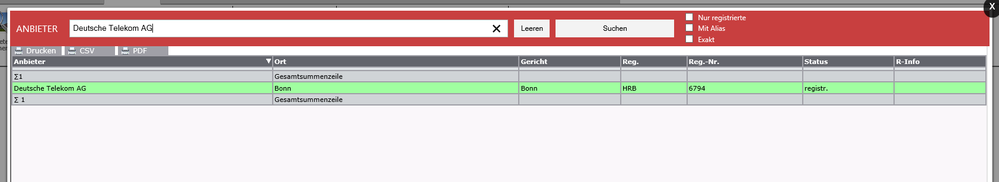 X
ANBIETER Deutsche Telekom AG Leeren Suchen
Nur registrierte
Mit Alias
Exakt
Drucken CSV PDF
Anbieter Ort Gericht Reg. Reg.-Nr. Status R-Info
∑1 Gesamtsummenzeile
Deutsche Telekom AG Bonn Bonn HRB 6794 registr.
∑ 1 Gesamtsummenzeile